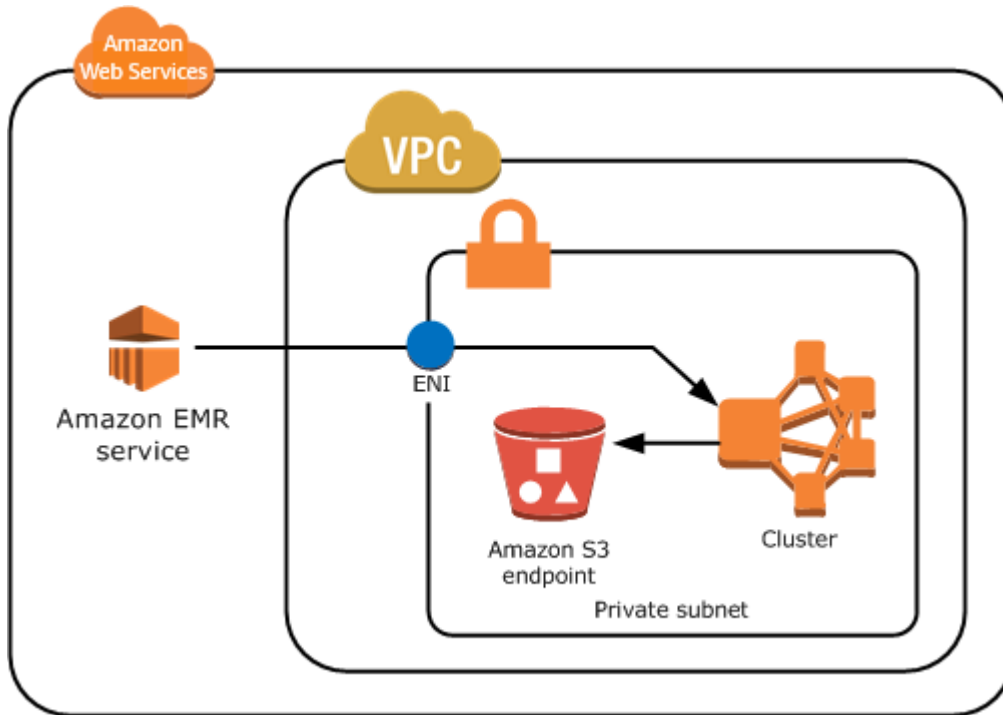 Amazon
Web Services
VPC
ENI
Amazon EMR
service
Amazon S3
endpoint
Cluster
Private subnet